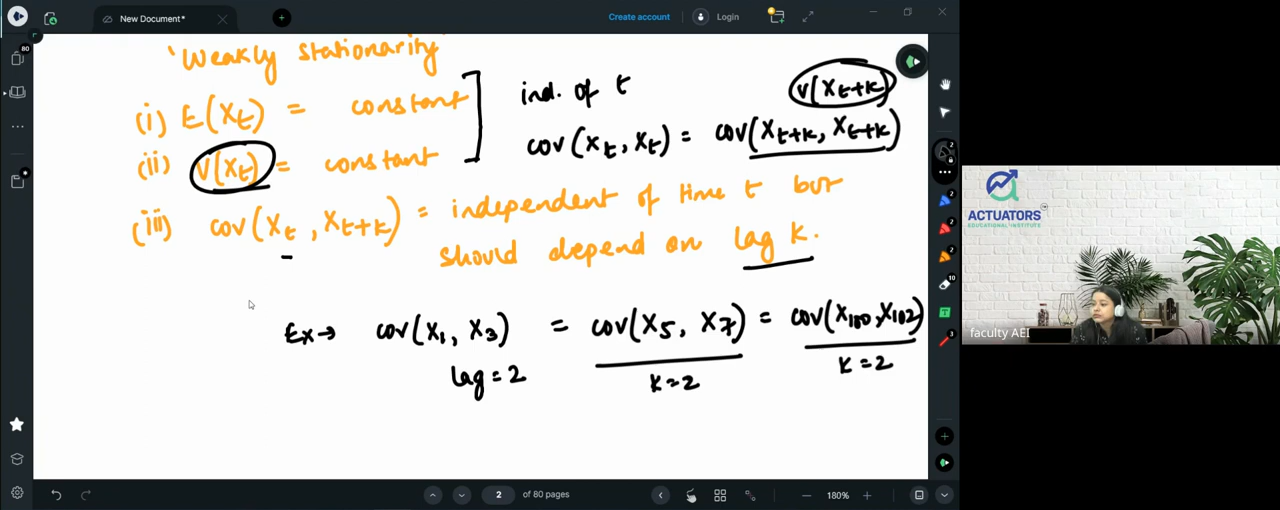 New Document*
Create account
Login
80
'Weakly stationarity'
(i) E(Xt) = constant
(ii) V(Xt) = constant
ind. of t
V(Xt+k)
cov(Xt, Xt) = cov(Xt+k, Xt+k)
(iii) cov(Xt, Xt+k) = independent of time t but
should depend on lag k.
Ex → cov(X1, X3) = cov(X5, X7) = cov(X100, X102)
lag = 2
k = 2
k = 2
ACTUATORS
EDUCATIONAL INSTITUTE
faculty AEI
2
of 80 pages
180%
2
10